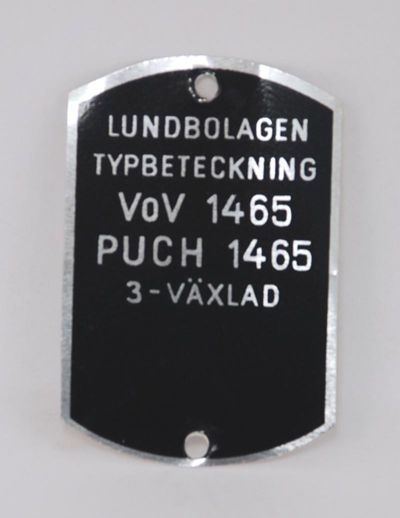 LUNDBOLAGEN
TYPBETECKNING
VoV 1465
PUCH 1465
3-VÄXLAD